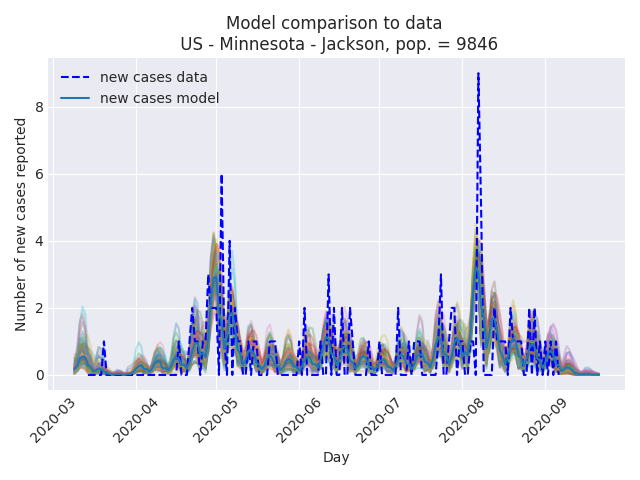 Model comparison to data
US - Minnesota - Jackson, pop. = 9846
new cases data
new cases model
Number of new cases reported
8
6
4
2
0
2020-03
2020-04
2020-05
2020-06
2020-07
2020-08
2020-09
Day